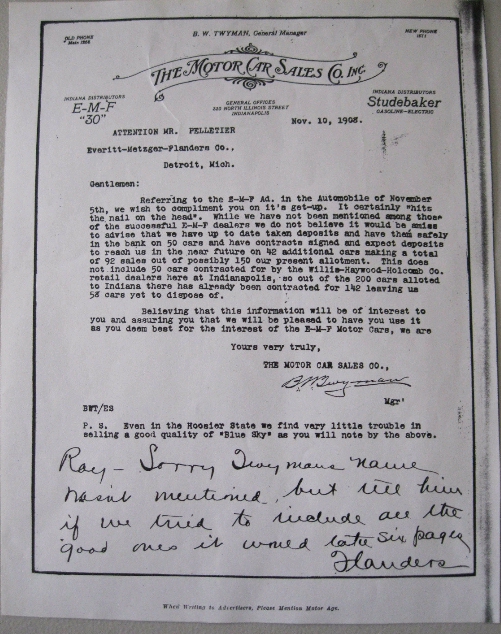 B. W. TWYMAN, General Manager
OLD PHONE
NEW PHONE
THE MOTOR CAR SALES CO. INC.
INDIANA DISTRIBUTORS
E-M-F
"30"
GENERAL OFFICES
NORTH ILLINOIS STREET
INDIANAPOLIS
INDIANA DISTRIBUTORS
Studebaker
GASOLINE-ELECTRIC
Nov. 10, 1908.
ATTENTION MR. PELLETIER
Everitt-Metzger-Flanders Co.,
Detroit, Mich.
Gentlemen:
Referring to the E-M-F Ad. in the Automobile of November
5th, we wish to compliment you on it's get-up. It certainly "hits
the nail on the head". While we have not been mentioned among those
of the successful E-M-F dealers we do not believe it would be amiss
to advise that we have up to date taken deposits and have them safely
in the bank on 50 cars and have contracts signed and expect deposits
to reach us in the near future on 42 additional cars making a total
of 92 sales out of possibly 150 our present allotment. This does
not include 50 cars contracted for by the Willis-Haywood-Holcomb Co.
retail dealers here at Indianapolis, so out of the 200 cars alloted
to Indiana there has already been contracted for 142 leaving us
58 cars yet to dispose of.
Believing that this information will be of interest to
you and assuring you that we will be pleased to have you use it
as you deem best for the interest of the E-M-F Motor Cars, we are
Yours very truly,
THE MOTOR CAR SALES CO.,
B.W. Twyman
Mgr
BWT/ES
P. S. Even in the Hoosier State we find very little trouble in
selling a good quality of "Blue Sky" as you will note by the above.
Ray - Sorry Twymans name
wasnt mentioned, but tell him
if we tried to include all the
good ones it would take six pages
Flanders
When Writing to Advertisers, Please Mention Motor Age.